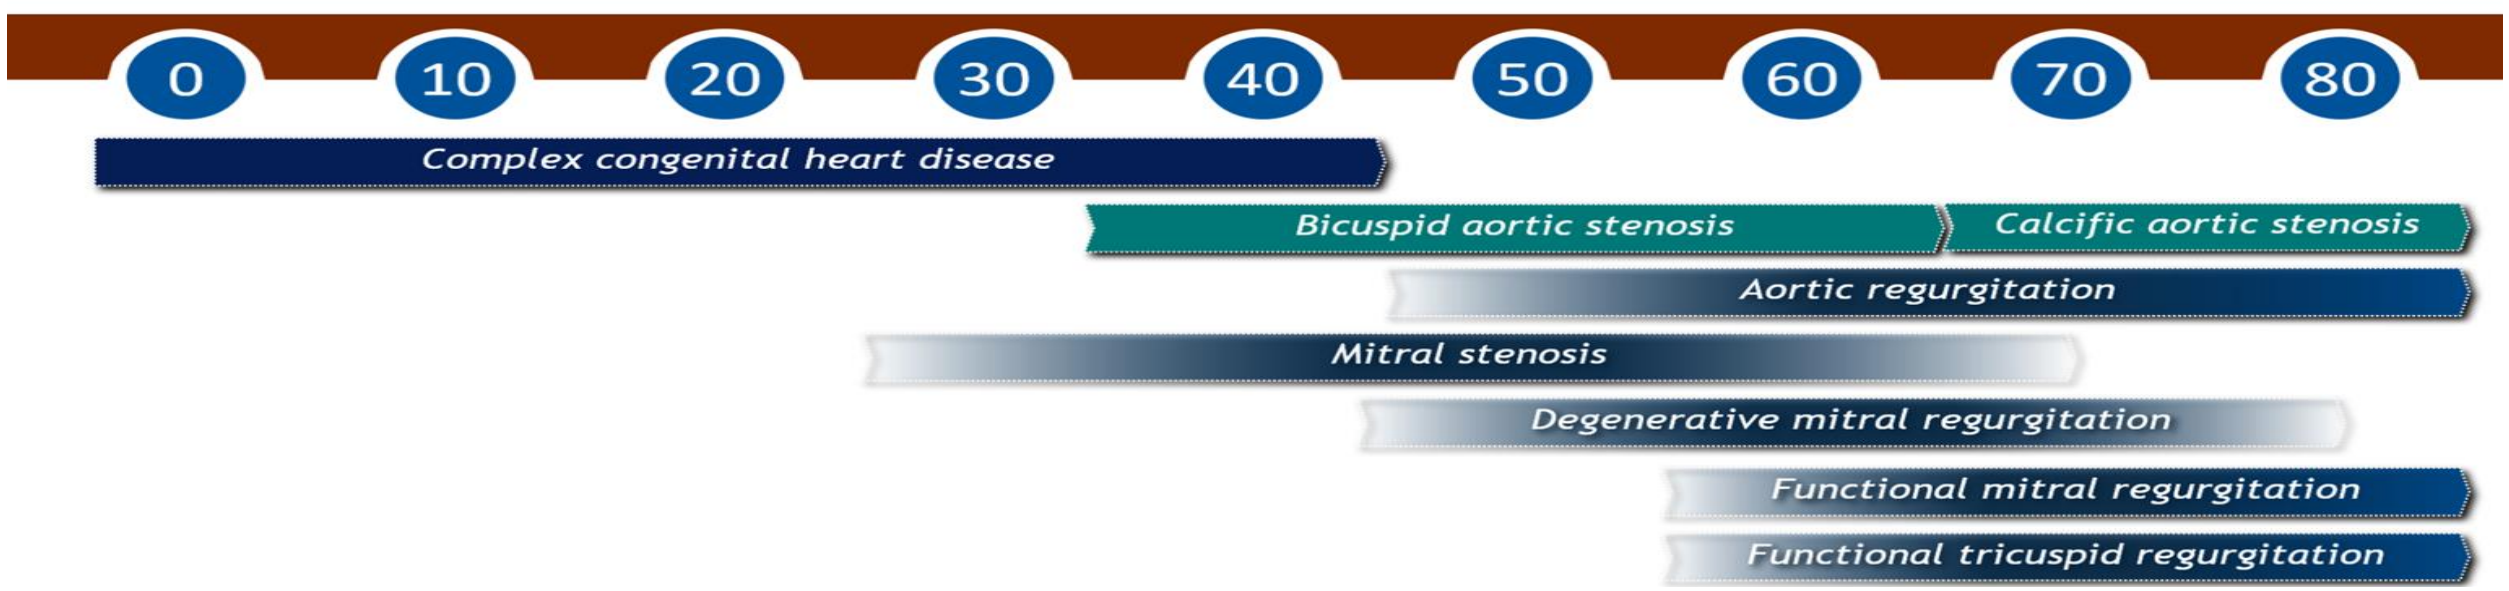 0 10 20 30 40 50 60 70 80
Complex congenital heart disease
Bicuspid aortic stenosis Calcific aortic stenosis
Aortic regurgitation
Mitral stenosis
Degenerative mitral regurgitation
Functional mitral regurgitation
Functional tricuspid regurgitation